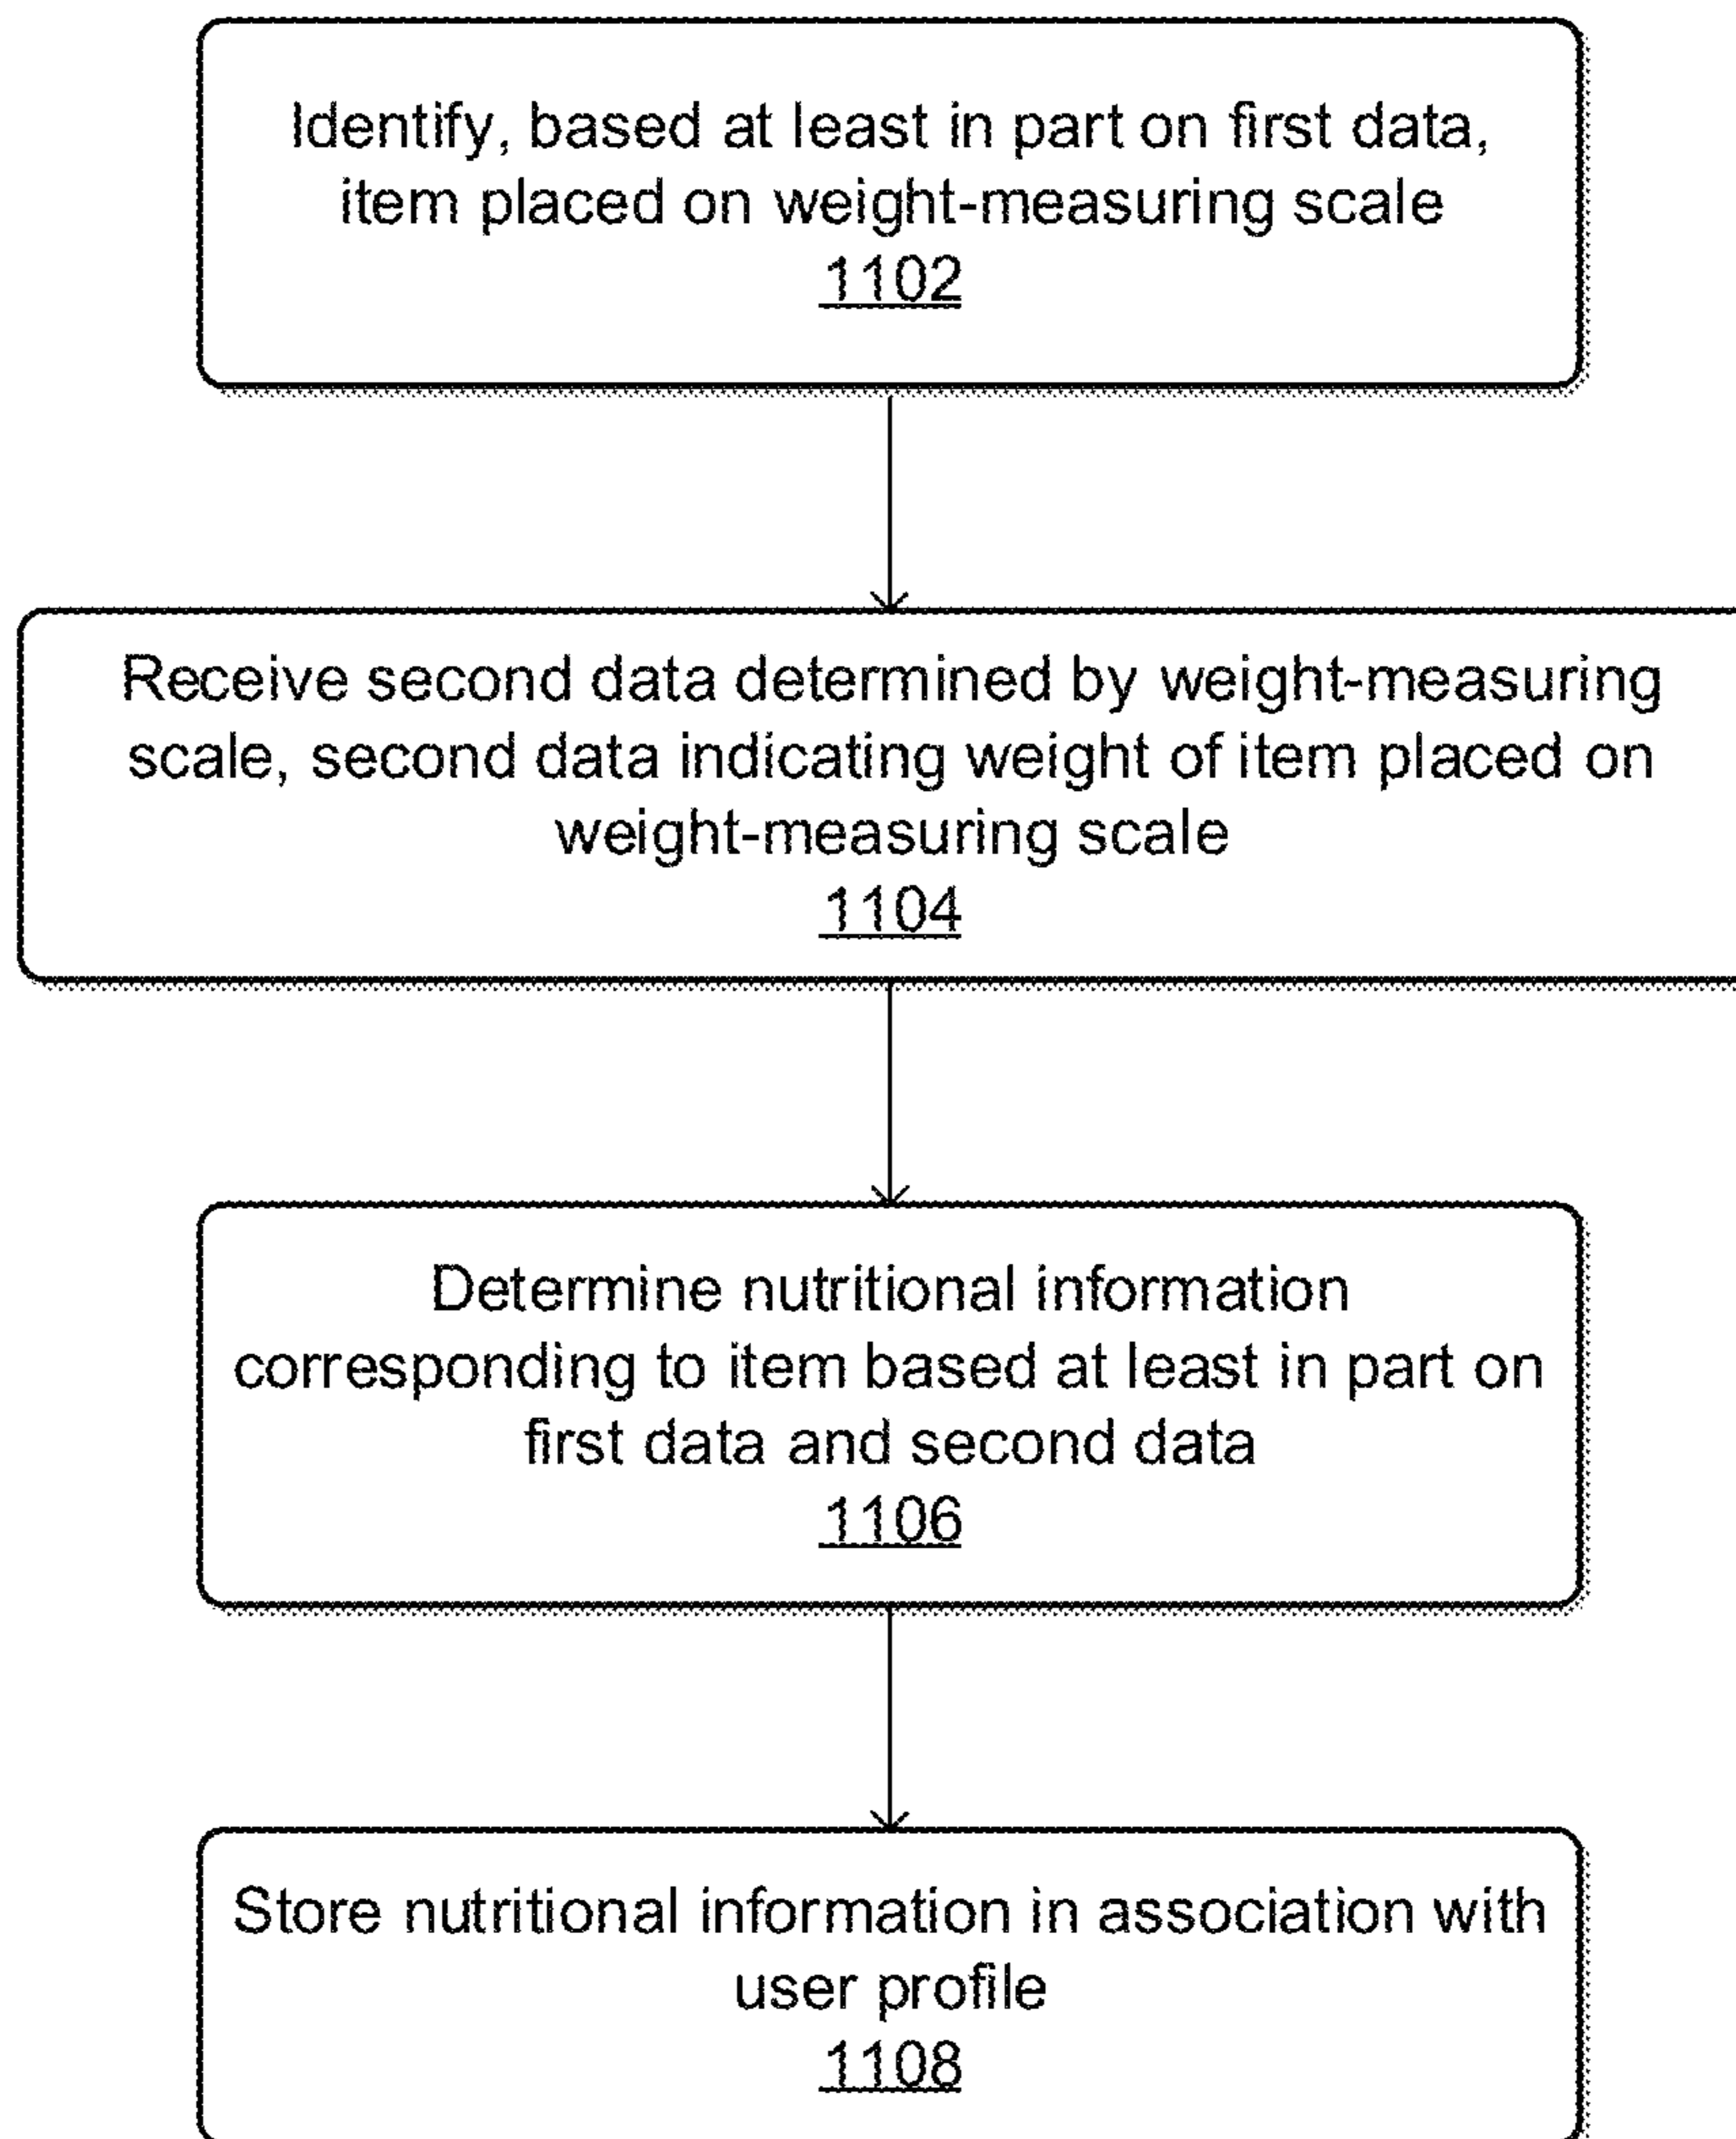 Identify, based at least in part on first data,
item placed on weight-measuring scale
1102
Receive second data determined by weight-measuring
scale, second data indicating weight of item placed on
weight-measuring scale
1104
Determine nutritional information
corresponding to item based at least in part on
first data and second data
1106
Store nutritional information in association with
user profile
1108